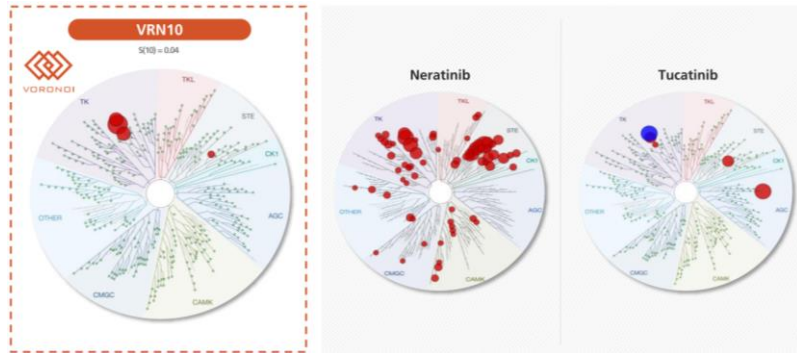 VRN10
S(10) = 0.04
VORONOI
TK
TKL
STE
CK1
AGC
CAMK
CMGC
OTHER
Neratinib
TK
TKL
STE
CK1
AGC
CAMK
CMGC
OTHER
Tucatinib
TK
TKL
STE
CK1
AGC
CAMK
CMGC
OTHER